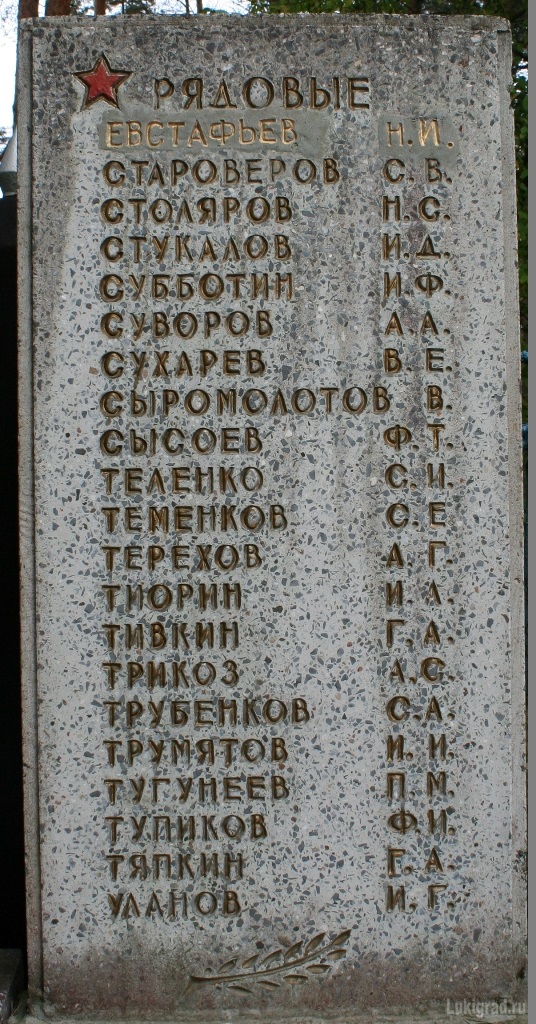 РЯДОВЫЕ
ЕВСТАФЬЕВ Н.И.
СТАРОВЕРОВ С.В.
СТОЛЯРОВ Н.С.
СТУКАЛОВ И.Д.
СУББОТИН И.Ф.
СУВОРОВ А.А.
СУХАРЕВ В.Е.
СЫРОМОЛОТОВ В.
СЫСОЕВ Ф.Т.
ТЕЛЕНКО С.И.
ТЕМЕНКОВ С.Е
ТЕРЕХОВ А.Г.
ТИОРИН И.А.
ТИВКИН Г.А.
ТРИКОЗ А.С.
ТРУБЕНКОВ С.А.
ТРУМЯТОВ И.И.
ТУГУНЕЕВ П.М.
ТУПИКОВ Ф.И.
ТЯПКИН Г.А.
УЛАНОВ И.Г.
Lukigrad.ru